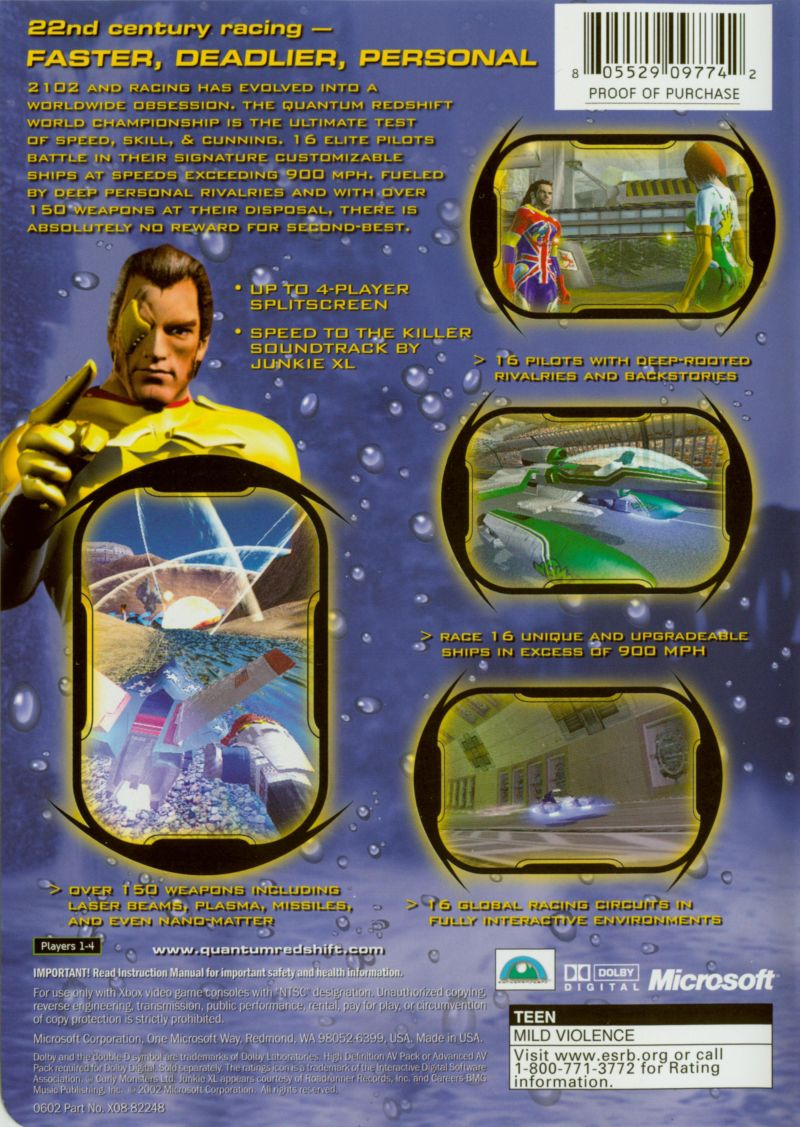 22nd century racing —
FASTER, DEADLIER, PERSONAL
2102 AND RACING HAS EVOLVED INTO A
WORLDWIDE OBSESSION. THE QUANTUM REDSHIFT
WORLD CHAMPIONSHIP IS THE ULTIMATE TEST
OF SPEED, SKILL, & CUNNING. 16 ELITE PILOTS
BATTLE IN THEIR SIGNATURE CUSTOMIZABLE
SHIPS AT SPEEDS EXCEEDING 900 MPH. FUELED
BY DEEP PERSONAL RIVALRIES AND WITH OVER
150 WEAPONS AT THEIR DISPOSAL, THERE IS
ABSOLUTELY NO REWARD FOR SECOND-BEST.
8 05529 09774 2
PROOF OF PURCHASE
• UP TO 4-PLAYER
SPLITSCREEN
• SPEED TO THE KILLER
SOUNDTRACK BY
JUNKIE XL
> 16 PILOTS WITH DEEP-ROOTED
RIVALRIES AND BACKSTORIES
> RACE 16 UNIQUE AND UPGRADEABLE
SHIPS IN EXCESS OF 900 MPH
> OVER 150 WEAPONS INCLUDING
LASER BEAMS, PLASMA, MISSILES,
AND EVEN NANO-MATTER
> 16 GLOBAL RACING CIRCUITS IN
FULLY INTERACTIVE ENVIRONMENTS
Players 1-4
www.quantumredshift.com
IMPORTANT! Read Instruction Manual for important safety and health information.
For use only with Xbox video game consoles with "NTSC" designation. Unauthorized copying,
reverse engineering, transmission, public performance, rental, pay for play, or circumvention
of copy protection is strictly prohibited.
Microsoft Corporation, One Microsoft Way, Redmond, WA 98052-6399, USA. Made in USA.
Dolby and the double-D symbol are trademarks of Dolby Laboratories. High Definition AV Pack or Advanced AV
Pack required for Dolby Digital. Sold separately. The ratings icon is a trademark of the Interactive Digital Software
Association. © Curly Monsters Ltd. Junkie XL appears courtesy of Roadrunner Records, Inc. and Careers-BMG
Music Publishing, Inc. © 2002 Microsoft Corporation. All rights reserved.
0602 Part No. X08-82248
DOLBY
DIGITAL
Microsoft
TEEN
MILD VIOLENCE
Visit www.esrb.org or call
1-800-771-3772 for Rating
information.